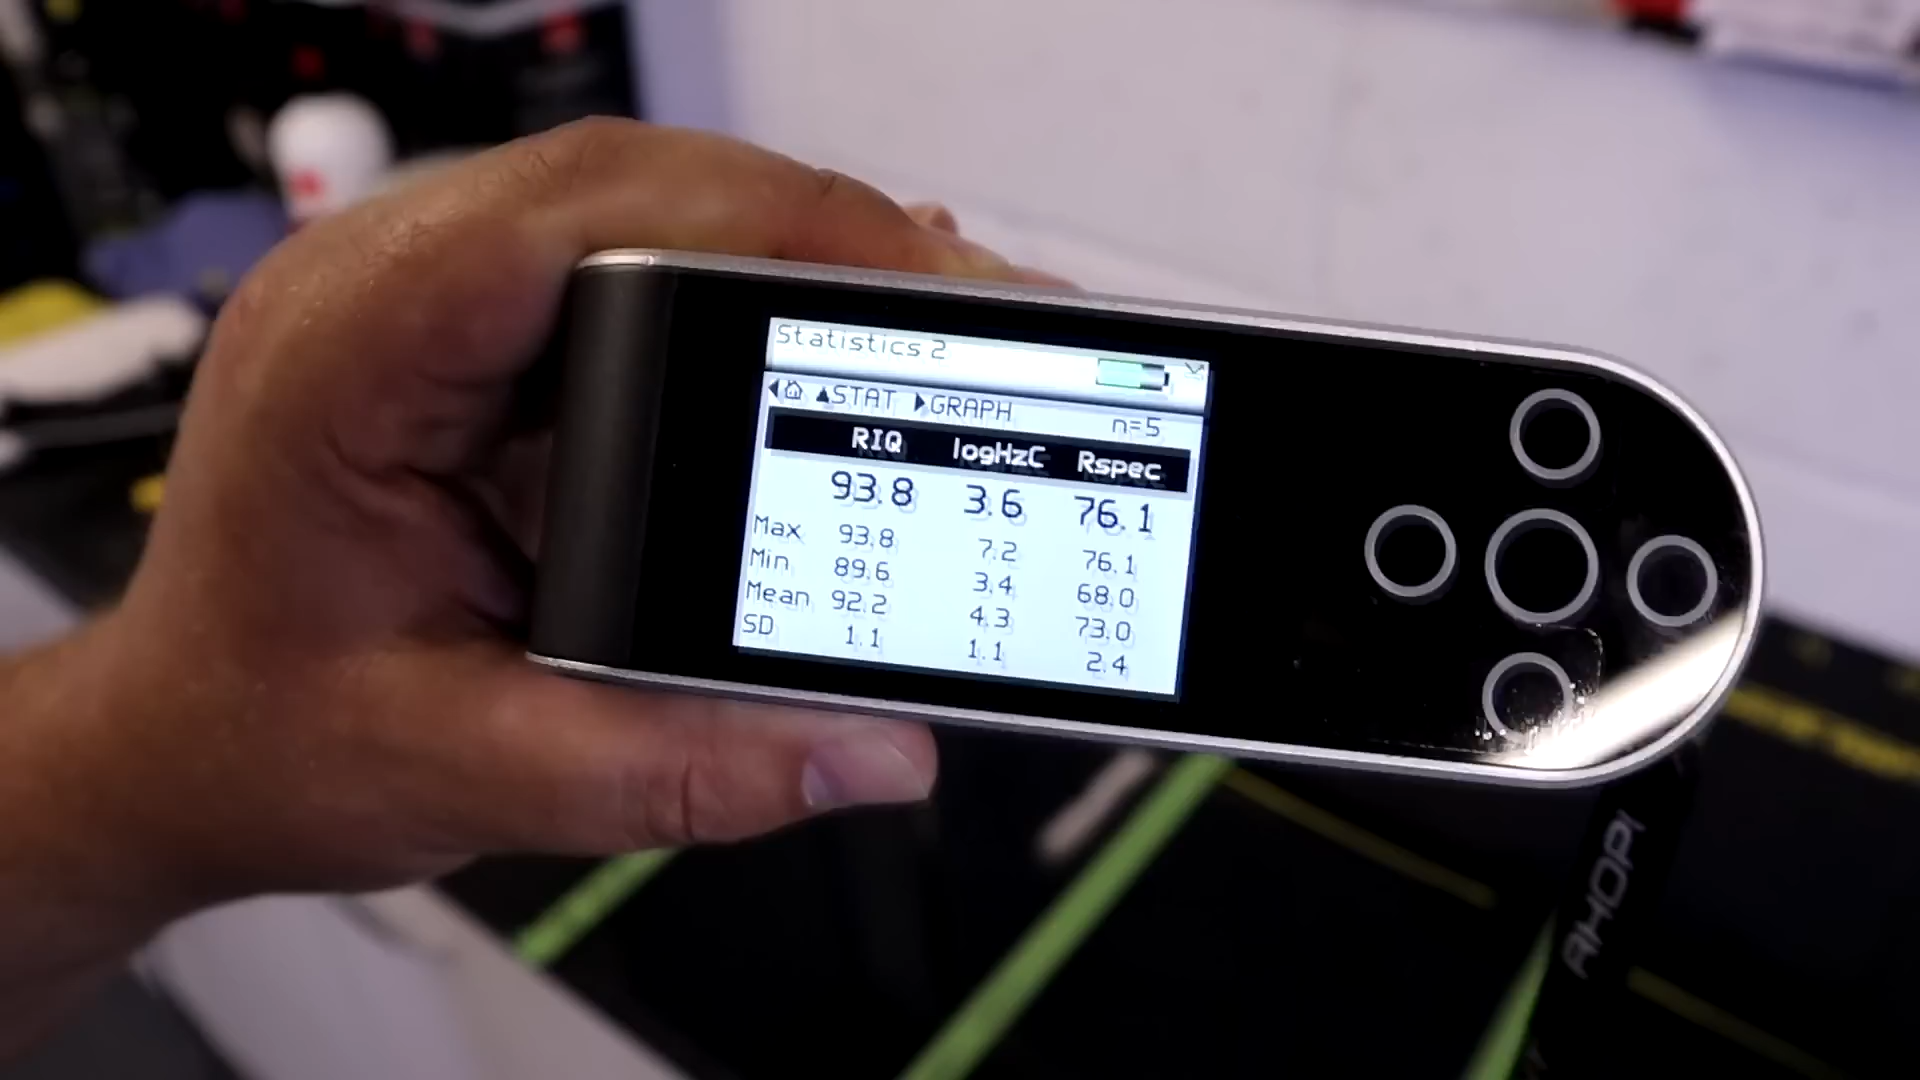 Statistics 2
STAT GRAPH n=5
RIQ logHzC Rspec
93.8 3.6 76.1
Max 93.8 7.2 76.1
Min 89.6 3.4 68.0
Mean 92.2 4.3 73.0
SD 1.1 1.1 2.4
RHOPI